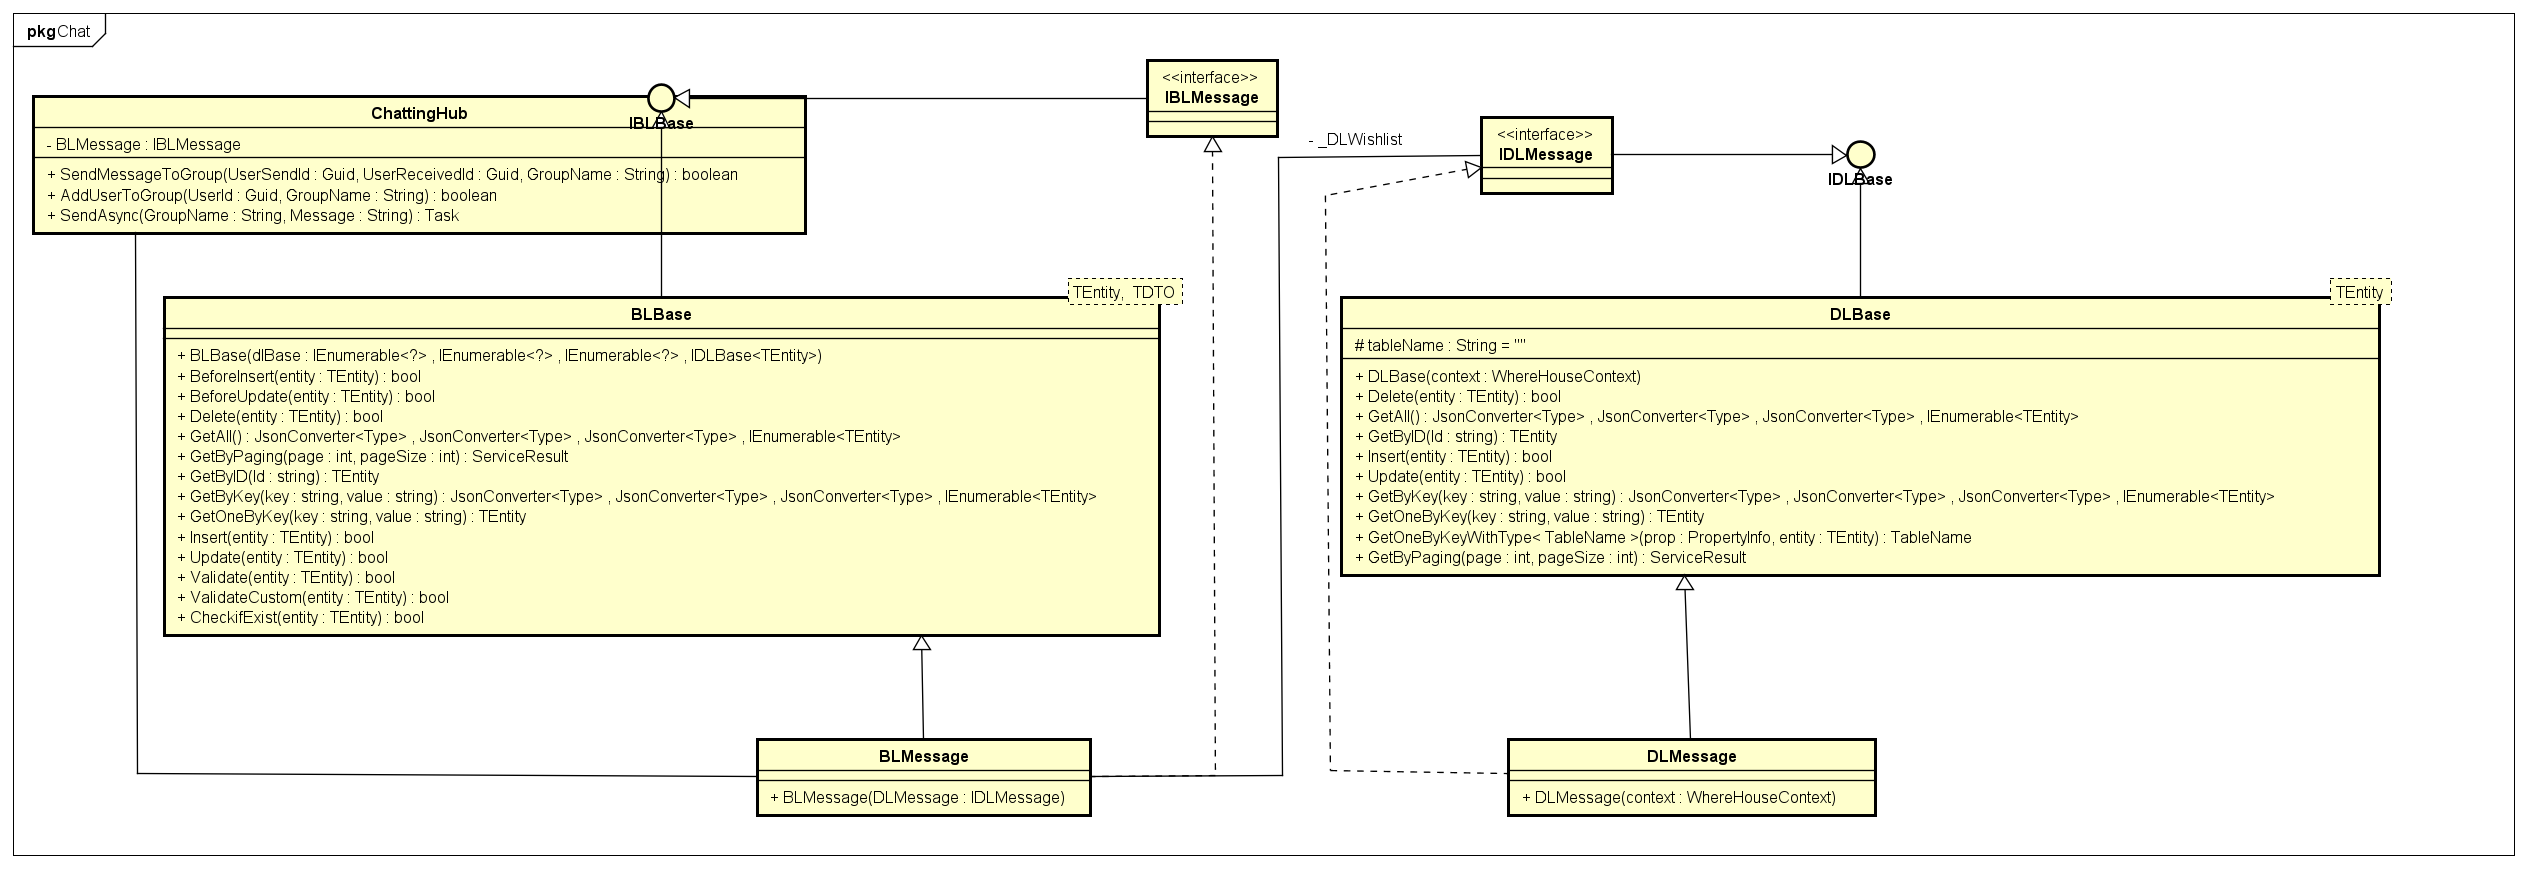 pkg Chat
ChattingHub
- BLMessage : IBLMessage
+ SendMessageToGroup(UserSendId : Guid, UserReceivedId : Guid, GroupName : String) : boolean
+ AddUserToGroup(UserId : Guid, GroupName : String) : boolean
+ SendAsync(GroupName : String, Message : String) : Task
IBLBase
<<interface>>
IBLMessage
- _DLWishlist
<<interface>>
IDLMessage
IDLBase
TEntity, TDTO
BLBase
+ BLBase(dlBase : IEnumerable<?> , IEnumerable<?> , IEnumerable<?> , IDLBase<TEntity>)
+ BeforeInsert(entity : TEntity) : bool
+ BeforeUpdate(entity : TEntity) : bool
+ Delete(entity : TEntity) : bool
+ GetAll() : JsonConverter<Type> , JsonConverter<Type> , JsonConverter<Type> , IEnumerable<TEntity>
+ GetByPaging(page : int, pageSize : int) : ServiceResult
+ GetByID(Id : string) : TEntity
+ GetByKey(key : string, value : string) : JsonConverter<Type> , JsonConverter<Type> , JsonConverter<Type> , IEnumerable<TEntity>
+ GetOneByKey(key : string, value : string) : TEntity
+ Insert(entity : TEntity) : bool
+ Update(entity : TEntity) : bool
+ Validate(entity : TEntity) : bool
+ ValidateCustom(entity : TEntity) : bool
+ CheckifExist(entity : TEntity) : bool
TEntity
DLBase
# tableName : String = ""
+ DLBase(context : WhereHouseContext)
+ Delete(entity : TEntity) : bool
+ GetAll() : JsonConverter<Type> , JsonConverter<Type> , JsonConverter<Type> , IEnumerable<TEntity>
+ GetByID(Id : string) : TEntity
+ Insert(entity : TEntity) : bool
+ Update(entity : TEntity) : bool
+ GetByKey(key : string, value : string) : JsonConverter<Type> , JsonConverter<Type> , JsonConverter<Type> , IEnumerable<TEntity>
+ GetOneByKey(key : string, value : string) : TEntity
+ GetOneByKeyWithType< TableName >(prop : PropertyInfo, entity : TEntity) : TableName
+ GetByPaging(page : int, pageSize : int) : ServiceResult
BLMessage
+ BLMessage(DLMessage : IDLMessage)
DLMessage
+ DLMessage(context : WhereHouseContext)